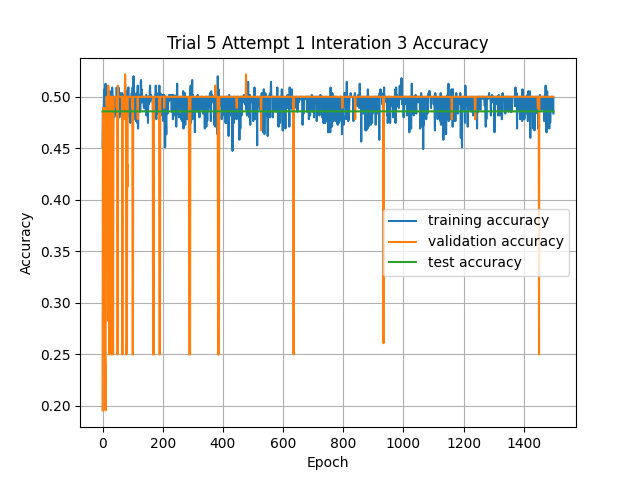 Trial 5 Attempt 1 Interation 3 Accuracy
0.50
0.45
0.40
0.35
0.30
0.25
0.20
Accuracy
training accuracy
validation accuracy
test accuracy
0 200 400 600 800 1000 1200 1400
Epoch